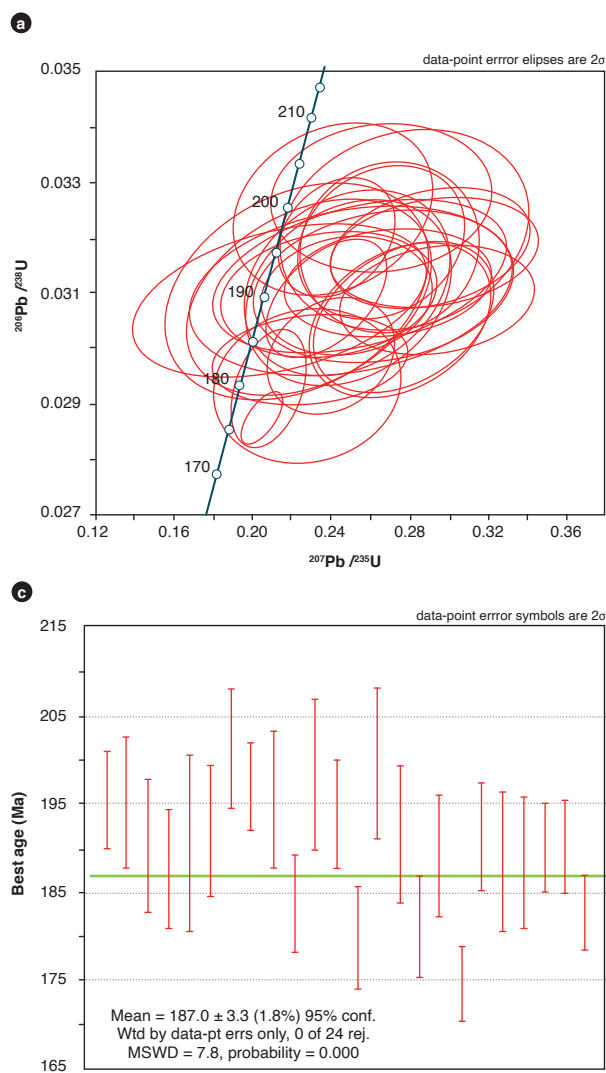 a
data-point errror elipses are 2σ
0.035
0.033
0.031
0.029
0.027
²⁰⁶Pb /²³⁸U
210
200
190
180
170
0.12 0.16 0.20 0.24 0.28 0.32 0.36
²⁰⁷Pb /²³⁵U
c
data-point errror symbols are 2σ
215
205
195
185
175
165
Best age (Ma)
Mean = 187.0 ± 3.3 (1.8%) 95% conf.
Wtd by data-pt errs only, 0 of 24 rej.
MSWD = 7.8, probability = 0.000